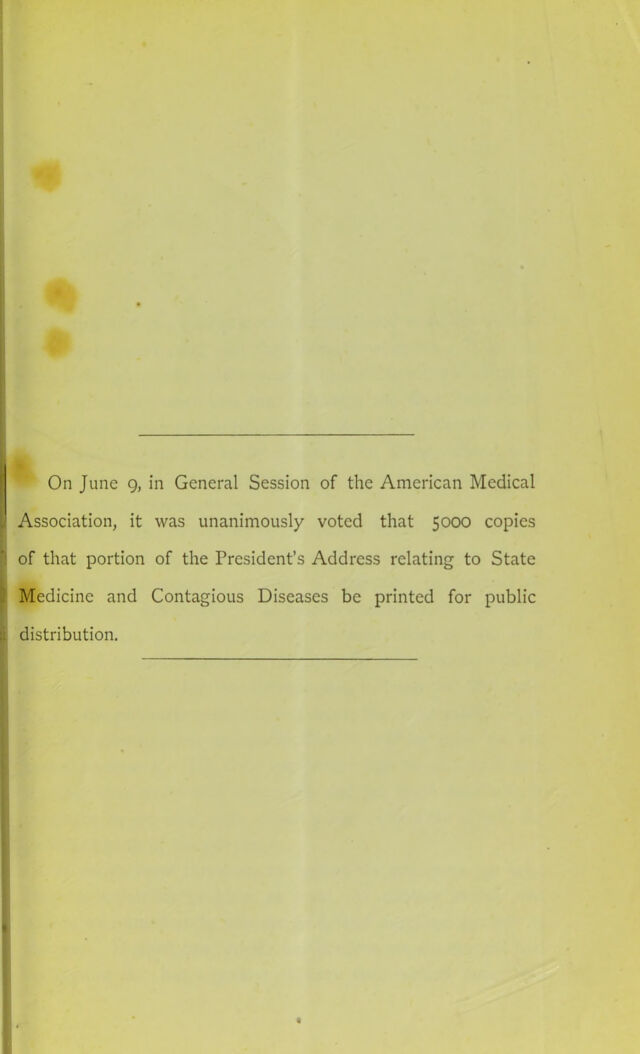 On June 9, in General Session of the American Medical
Association, it was unanimously voted that 5000 copies
of that portion of the President's Address relating to State
Medicine and Contagious Diseases be printed for public
distribution.